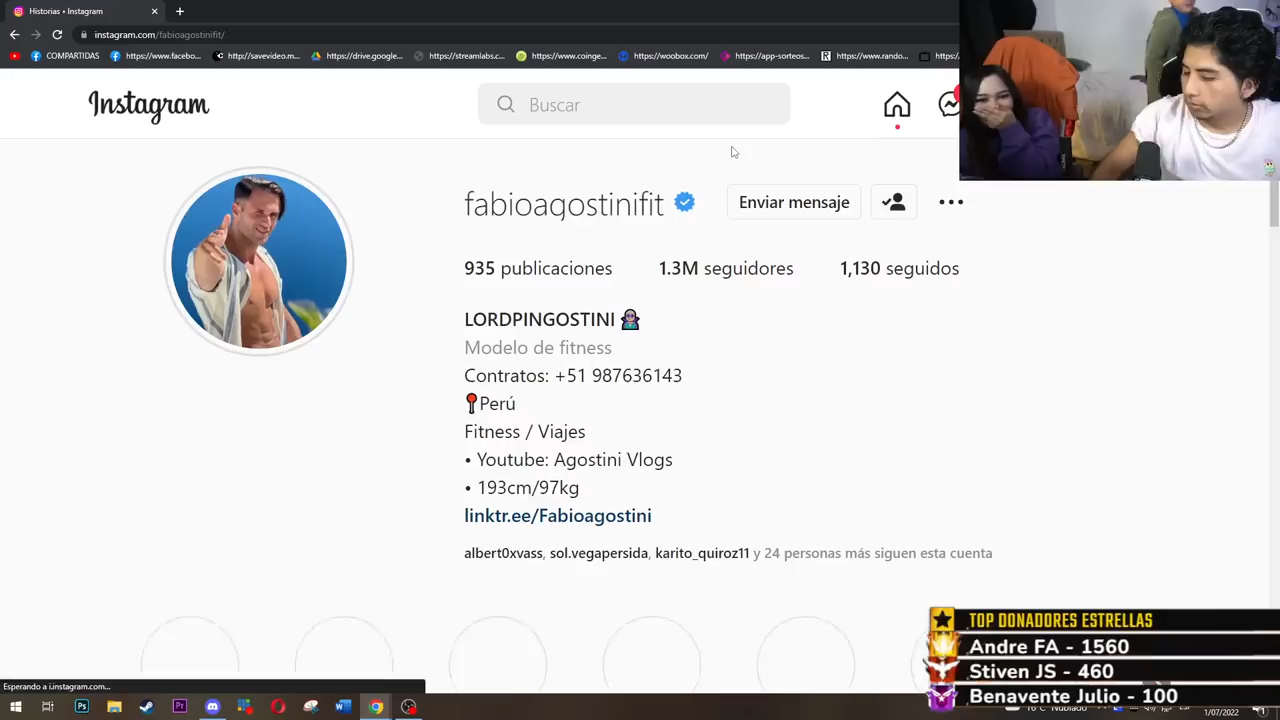 Historias • Instagram
instagram.com/fabioagostinifit/
COMPARTIDAS
https://www.facebo...
http://savevideo.m...
https://drive.google...
https://streamlabs.c...
https://www.coinge...
https://woobox.com/
https://app-sorteos...
https://www.rando...
Instagram
Buscar
fabioagostinifit
Enviar mensaje
935 publicaciones
1.3M seguidores
1,130 seguidos
LORDPINGOSTINI
Modelo de fitness
Contratos: +51 987636143
📍Perú
Fitness / Viajes
• Youtube: Agostini Vlogs
• 193cm/97kg
linktr.ee/Fabioagostini
albert0xvass, sol.vegapersida, karito_quiroz11 y 24 personas más siguen esta cuenta
TOP DONADORES ESTRELLAS
Andre FA - 1560
Stiven JS - 460
Benavente Julio - 100
Esperando a i.instagram.com...
1/07/2022